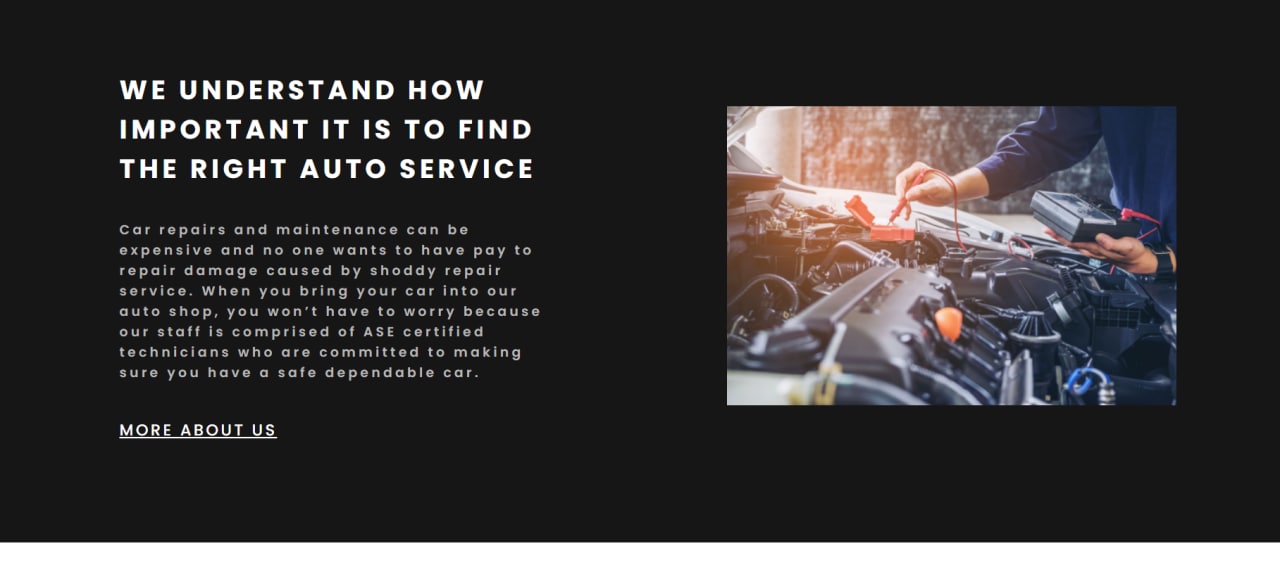 WE UNDERSTAND HOW
IMPORTANT IT IS TO FIND
THE RIGHT AUTO SERVICE
Car repairs and maintenance can be
expensive and no one wants to have pay to
repair damage caused by shoddy repair
service. When you bring your car into our
auto shop, you won’t have to worry because
our staff is comprised of ASE certified
technicians who are committed to making
sure you have a safe dependable car.
MORE ABOUT US